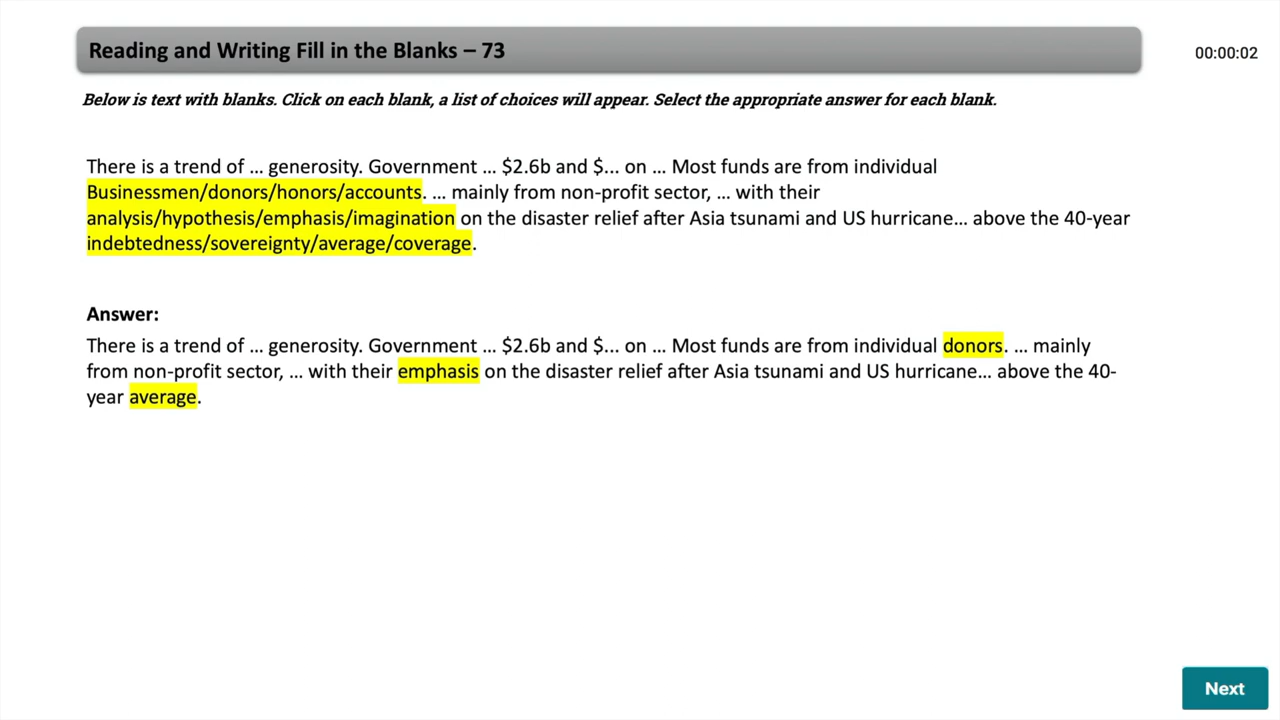 Reading and Writing Fill in the Blanks – 73
00:00:02
Below is text with blanks. Click on each blank, a list of choices will appear. Select the appropriate answer for each blank.
There is a trend of ... generosity. Government ... $2.6b and $... on ... Most funds are from individual
Businessmen/donors/honors/accounts. ... mainly from non-profit sector, ... with their
analysis/hypothesis/emphasis/imagination on the disaster relief after Asia tsunami and US hurricane... above the 40-year
indebtedness/sovereignty/average/coverage.
Answer:
There is a trend of ... generosity. Government ... $2.6b and $... on ... Most funds are from individual donors. ... mainly
from non-profit sector, ... with their emphasis on the disaster relief after Asia tsunami and US hurricane... above the 40-
year average.
Next